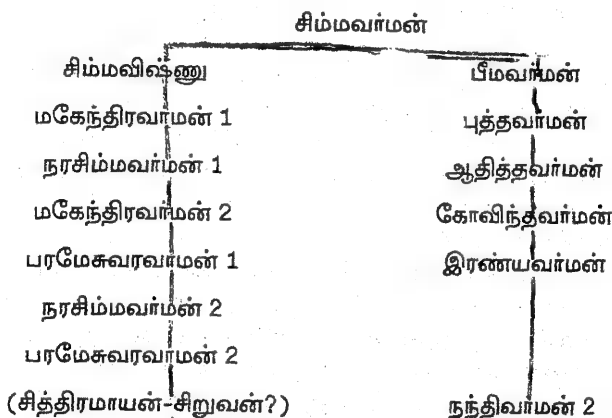 சிம்மவர்மன்
சிம்மவிஷ்ணு பீமவர்மன்
மகேந்திரவர்மன் 1 புத்தவர்மன்
நரசிம்மவர்மன் 1 ஆதித்தவர்மன்
மகேந்திரவர்மன் 2 கோவிந்தவர்மன்
பரமேசுவரவர்மன் 1 இரண்யவர்மன்
நரசிம்மவர்மன் 2
பரமேசுவரவர்மன் 2
(சித்திரமாயன்-சிறுவன்?) நந்திவர்மன் 2